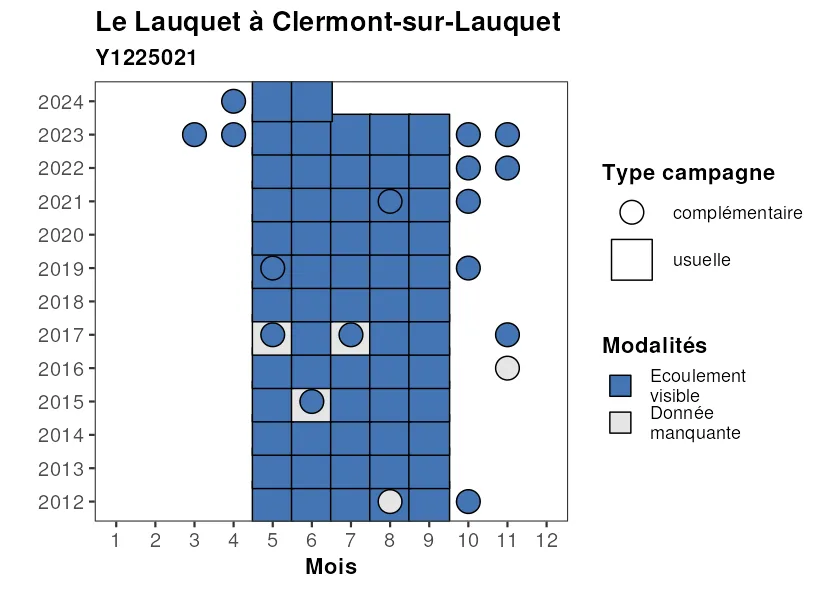 Le Lauquet à Clermont-sur-Lauquet
Y1225021
2024
2023
2022
2021
2020
2019
2018
2017
2016
2015
2014
2013
2012
1 2 3 4 5 6 7 8 9 10 11 12
Mois
Type campagne
complémentaire
usuelle
Modalités
Ecoulement
visible
Donnée
manquante